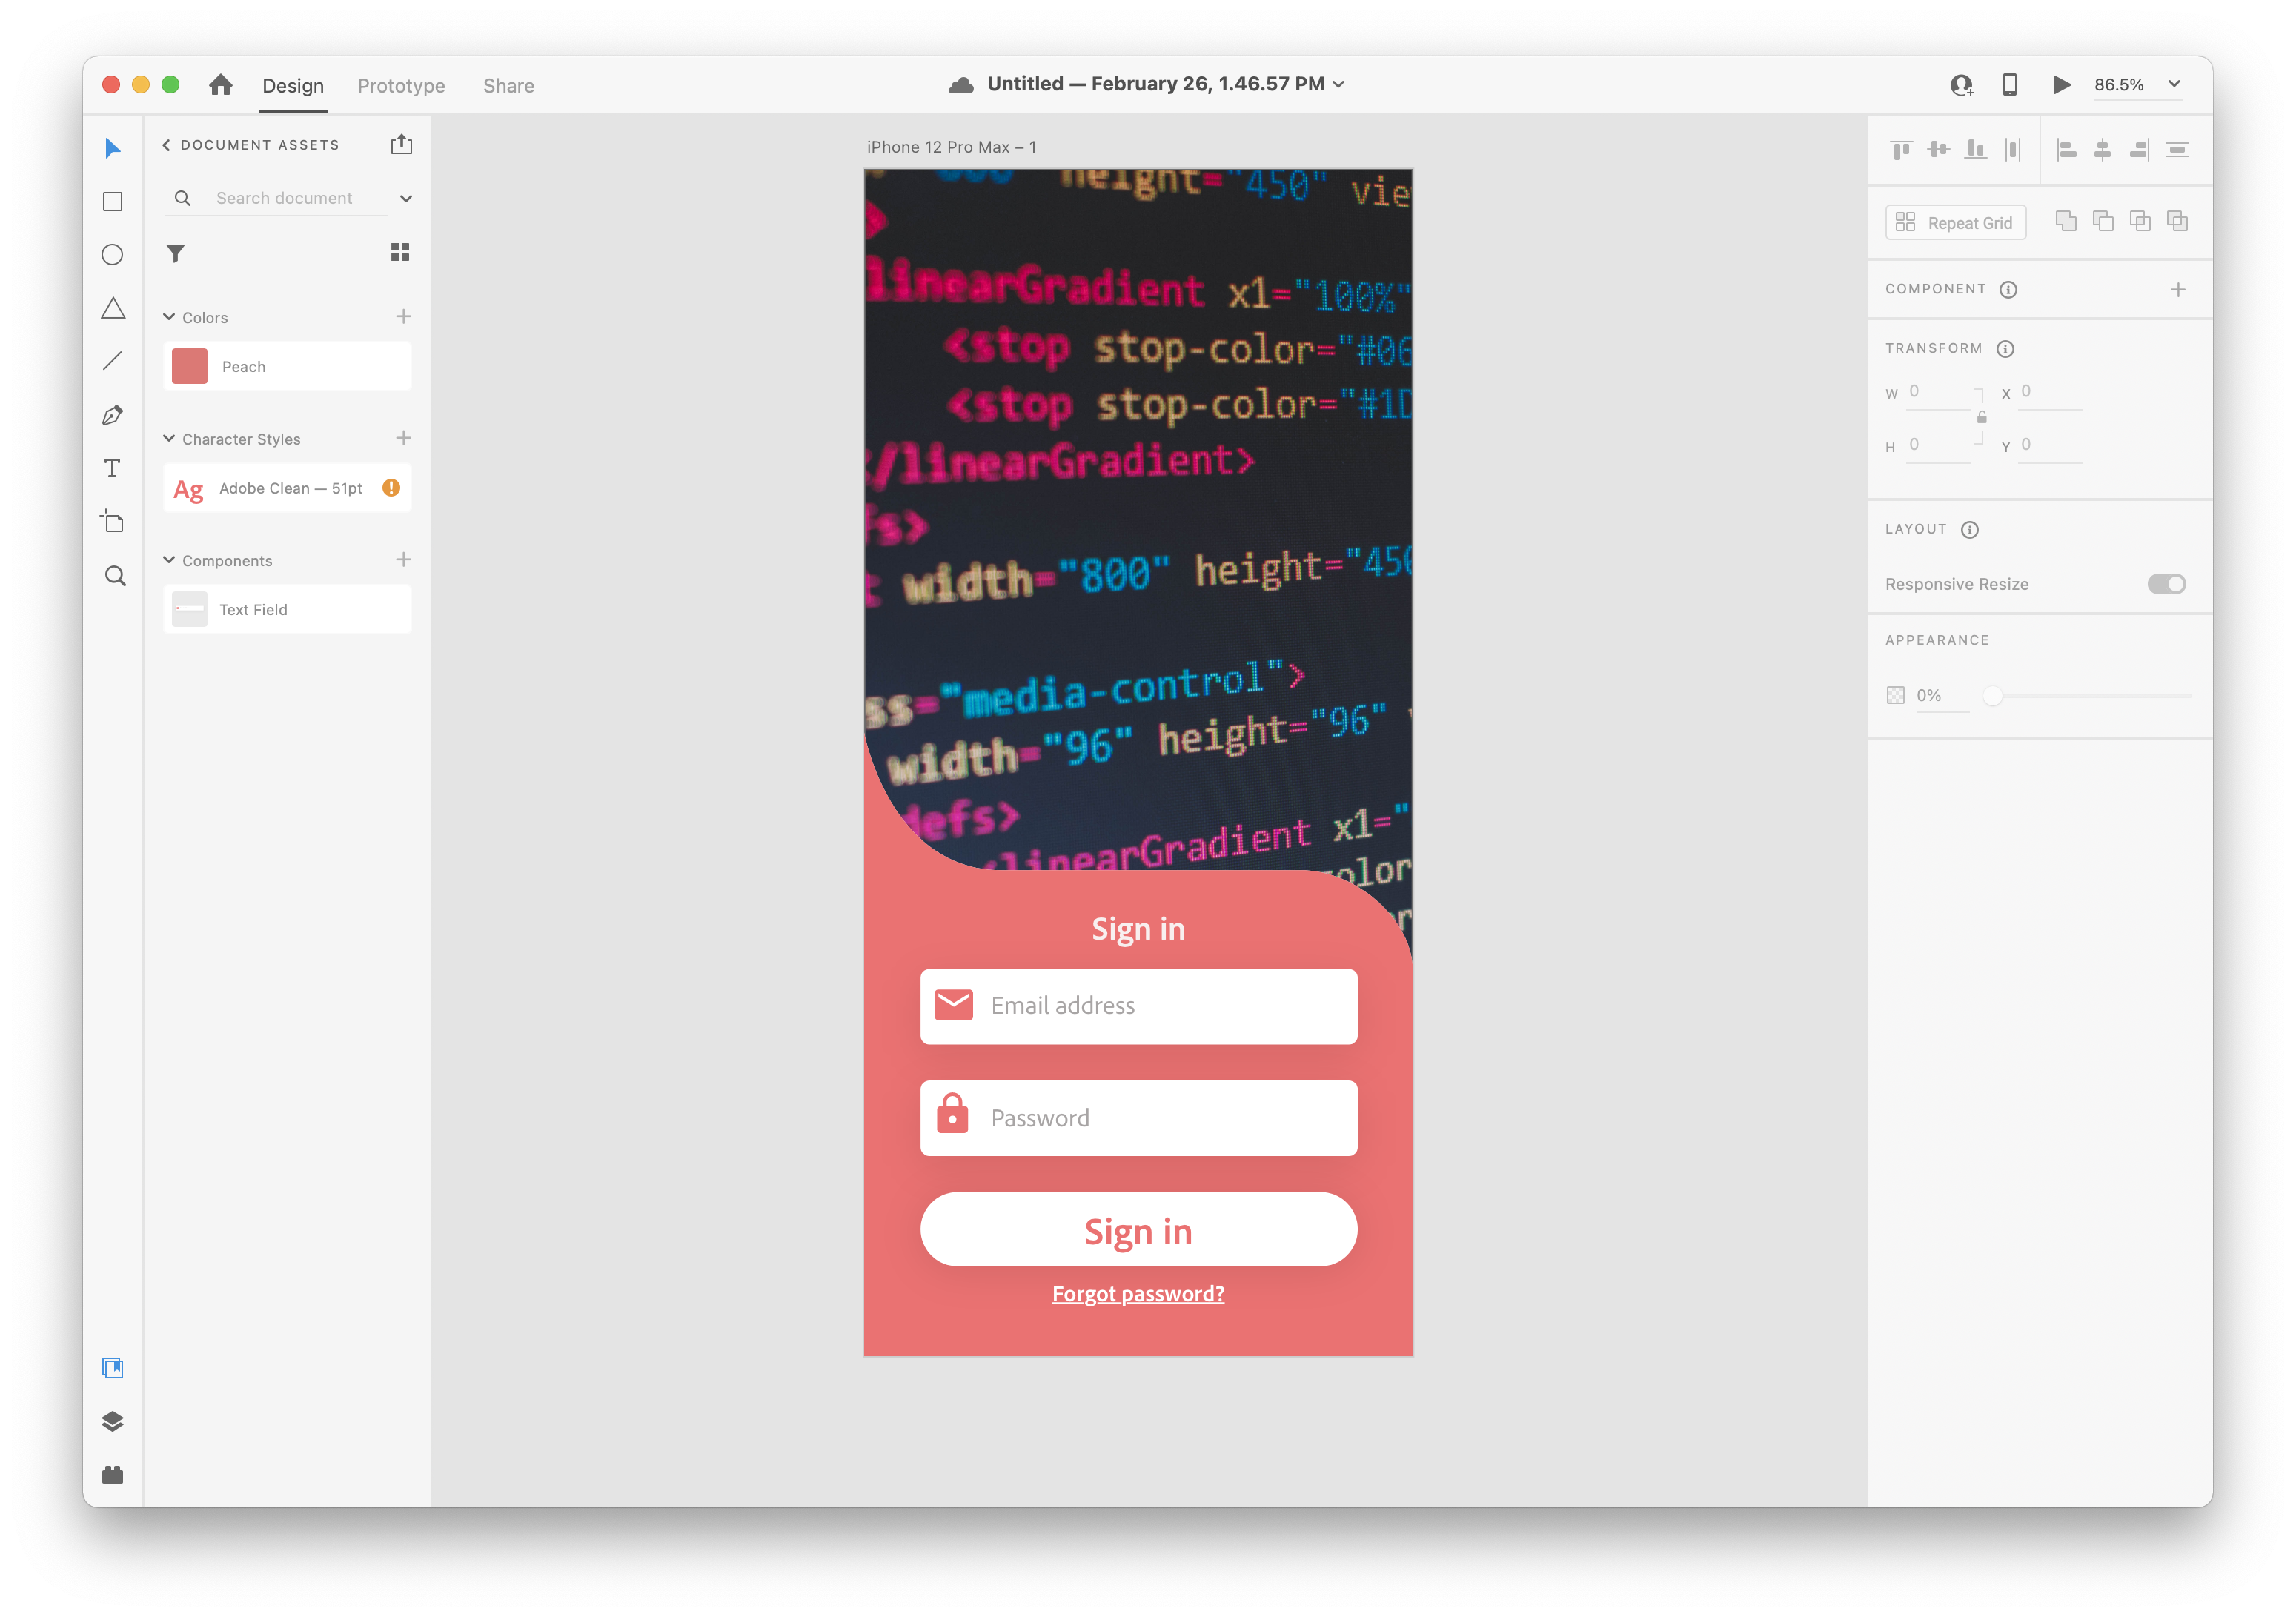 Design Prototype Share
Untitled — February 26, 1.46.57 PM
86.5%
DOCUMENT ASSETS
Search document
Colors
Peach
Character Styles
Ag Adobe Clean — 51pt
Components
Text Field
iPhone 12 Pro Max – 1
height="450"
linearGradient x1="100%"
<stop stop-color="#06
<stop stop-color="#1D
</linearGradient>
width="800" height="450
="media-control">
width="96" height="96"
defs>
<linearGradient x1="
Sign in
Email address
Password
Sign in
Forgot password?
Repeat Grid
COMPONENT
TRANSFORM
W 0 X 0
H 0 Y 0
LAYOUT
Responsive Resize
APPEARANCE
0%